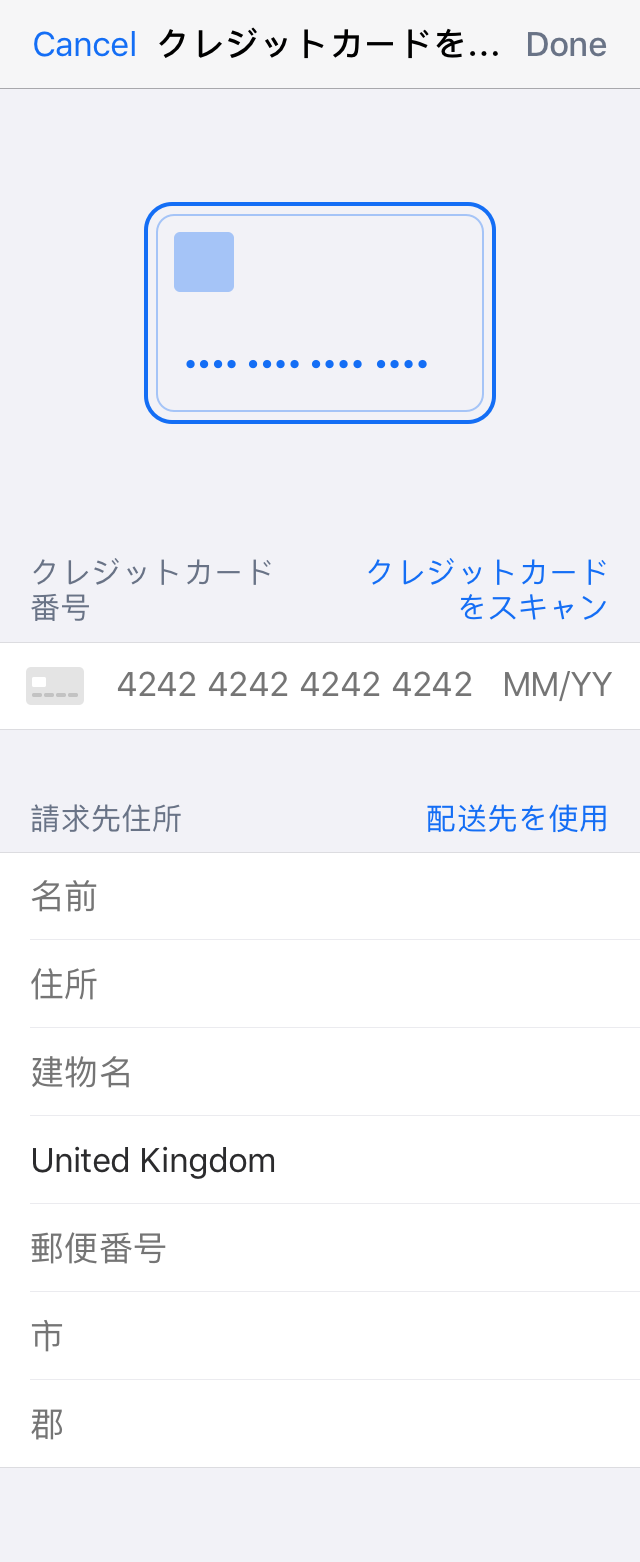 Cancel クレジットカードを... Done
クレジットカード
番号
クレジットカード
をスキャン
4242 4242 4242 4242 MM/YY
請求先住所 配送先を使用
名前
住所
建物名
United Kingdom
郵便番号
市
郡